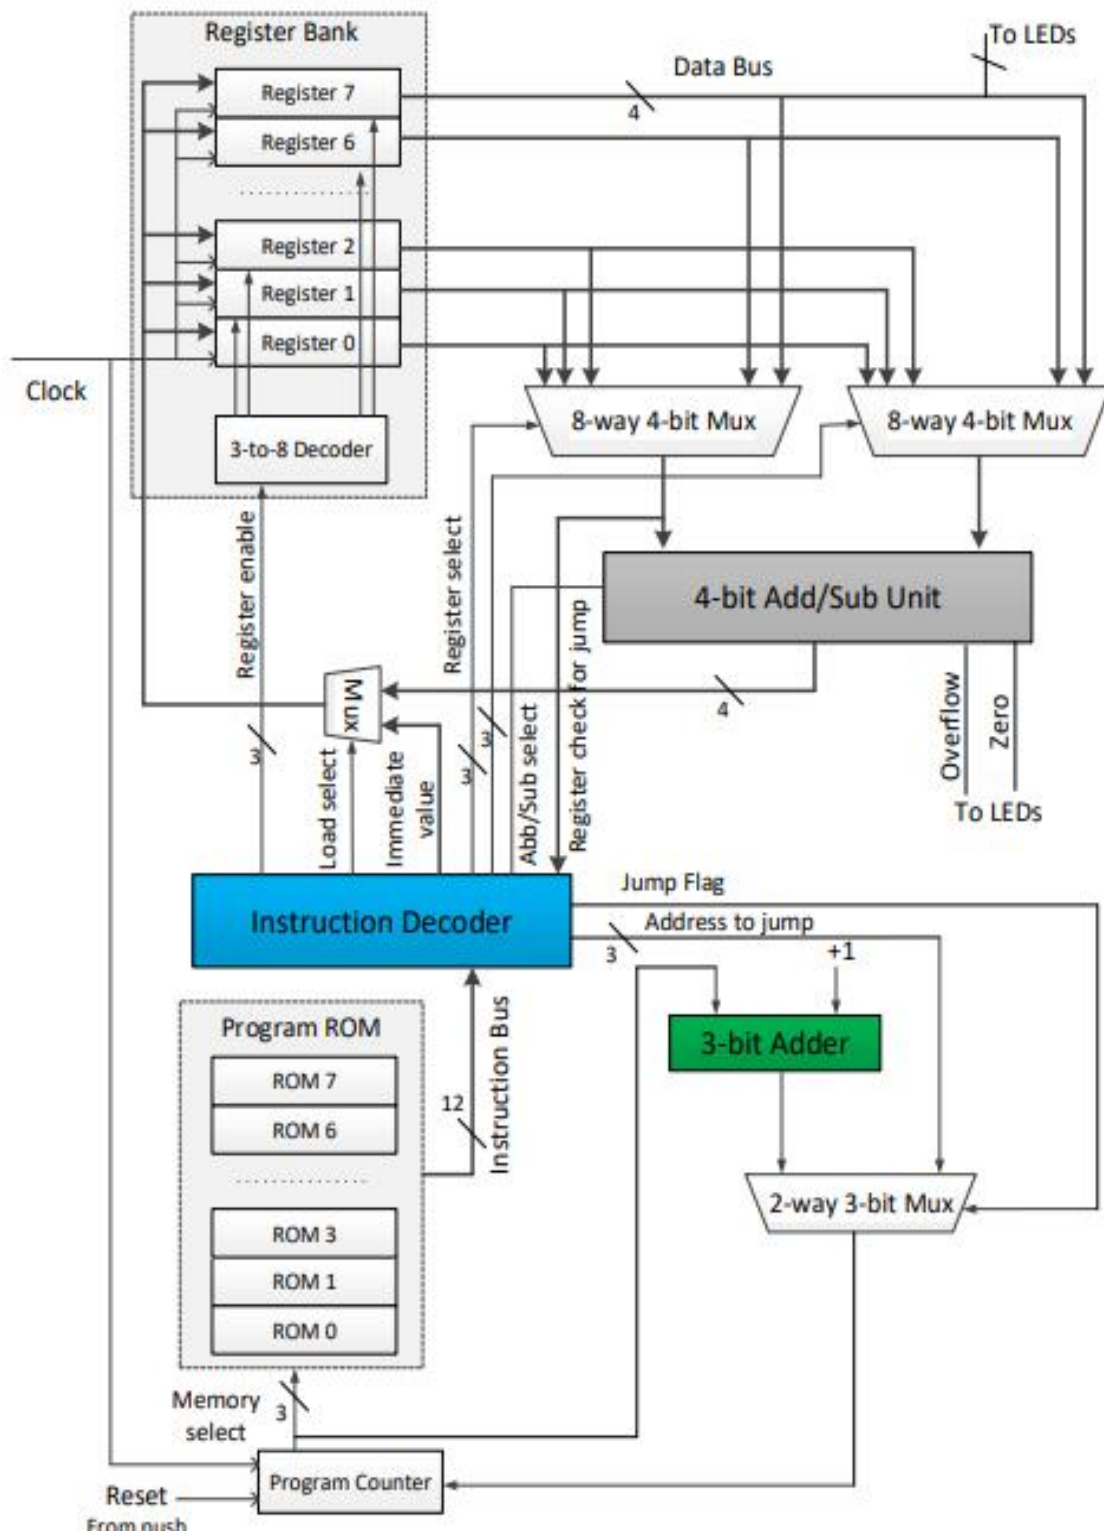 Register Bank
To LEDs
Data Bus
4
Register 7
Register 6
Register 2
Register 1
Register 0
Clock
3-to-8 Decoder
8-way 4-bit Mux
8-way 4-bit Mux
Register enable
3
Register select
3
3
4-bit Add/Sub Unit
Mux
4
Load select
Immediate
value
Abb/Sub select
Register check for jump
Overflow
Zero
To LEDs
Instruction Decoder
Jump Flag
Address to jump
3
+1
3-bit Adder
Program ROM
ROM 7
ROM 6
ROM 3
ROM 1
ROM 0
12
Instruction Bus
2-way 3-bit Mux
Memory
select
3
Program Counter
Reset
From push